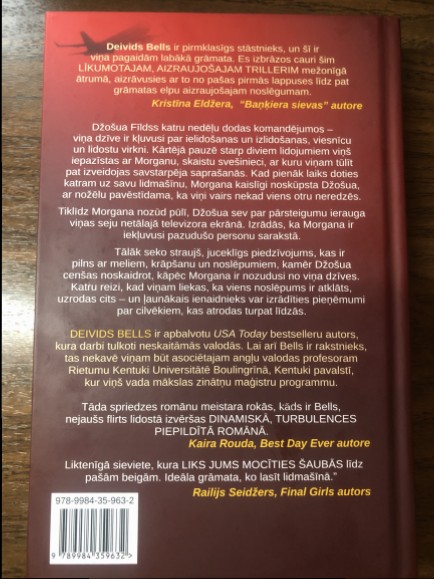 Deivids Bells ir pirmklasīgs stāstnieks, un šī ir
viņa pagaidām labākā grāmata. Es izbrāzos cauri šim
LĪKUMOTAJAM, AIZRAUJOŠAJAM TRILLERIM mežonīgā
ātrumā, aizrāvusies ar to no pašas pirmās lappuses līdz pat
grāmatas elpu aizraujošajam noslēgumam.
Kristīna Eldžera, “Baņķiera sievas” autore
Džošua Fīldss katru nedēļu dodas komandējumos –
viņa dzīve ir kļuvusi par ielidošanas un izlidošanas, viesnīcu
un lidostu virkni. Kārtējā pauzē starp diviem lidojumiem viņš
iepazīstas ar Morganu, skaistu svešinieci, ar kuru viņam tūlīt
pat izveidojas savstarpēja saprašanās. Kad pienāk laiks doties
katram uz savu lidmašīnu, Morgana kaislīgi noskūpsta Džošua,
ar nožēlu pavēstīdama, ka viņi vairs nekad viens otru neredzēs.
Tiklīdz Morgana nozūd pūlī, Džošua sev par pārsteigumu ierauga
viņas seju netālajā televizora ekrānā. Izrādās, ka Morgana ir
iekļuvusi pazudušo personu sarakstā.
Tālāk seko straujš, juceklīgs piedzīvojums, kas ir
pilns ar meliem, krāpšanu un noslēpumiem, kamēr Džošua
cenšas noskaidrot, kāpēc Morgana ir nozudusi no viņa dzīves.
Katru reizi, kad viņam liekas, ka viens noslēpums ir atklāts,
uzrodas cits – un ļaunākais ienaidnieks var izrādīties pieņēmumi
par cilvēkiem, kas atrodas turpat līdzās.
DEIVIDS BELLS ir apbalvotu USA Today bestselleru autors,
kura darbi tulkoti neskaitāmās valodās. Lai arī Bells ir rakstnieks,
tas nekavē viņam būt asociētajam angļu valodas profesoram
Rietumu Kentuki Universitātē Boulingrīnā, Kentuki pavalstī,
kur viņš vada mākslas zinātņu maģistru programmu.
Tāda spriedzes romānu meistara rokās, kāds ir Bells,
nejaušs flirts lidostā izvēršas DINAMISKĀ, TURBULENCES
PIEPILDĪTĀ ROMĀNĀ.
Kaira Rouda, Best Day Ever autore
Liktenīgā sieviete, kura LIKS JUMS MOCĪTIES ŠAUBĀS līdz
pašām beigām. Ideāla grāmata, ko lasīt lidmašīnā.”
Railijs Seidžers, Final Girls autors
978-9984-35-963-2
9 789984 359632 >